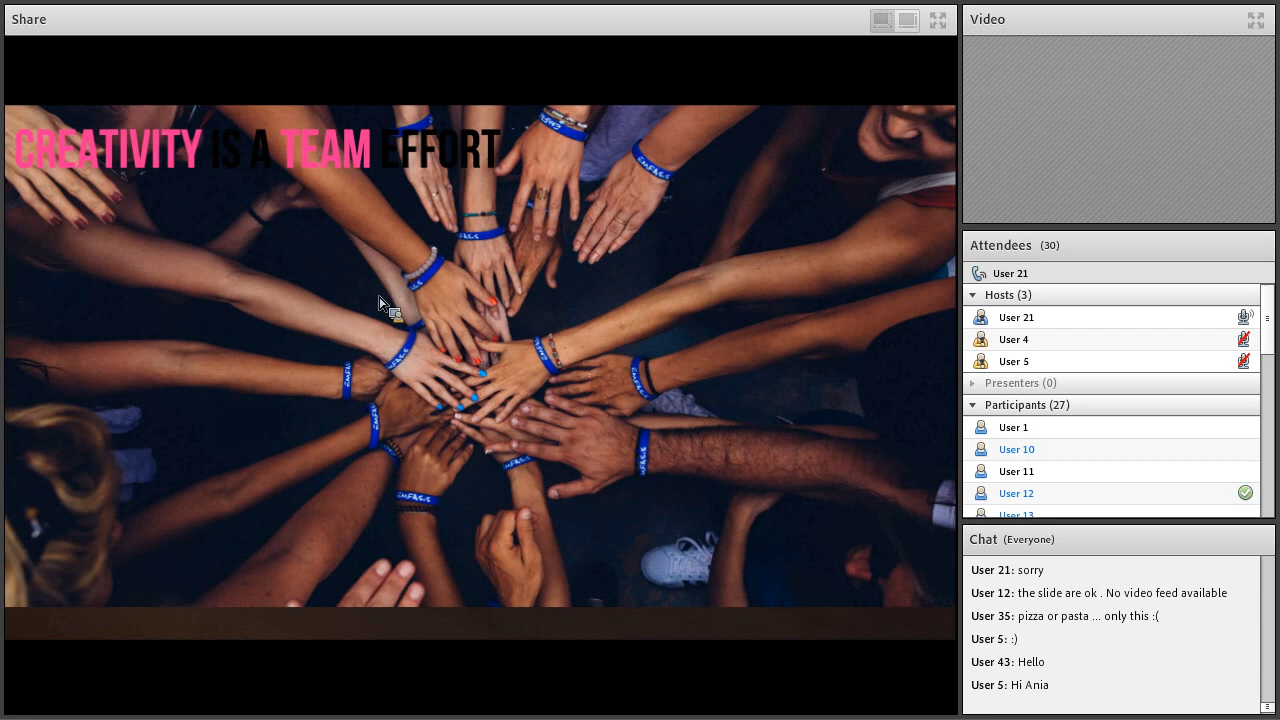 Share
CREATIVITY IS A TEAM EFFORT
Video
Attendees (30)
User 21
Hosts (3)
User 21
User 4
User 5
Presenters (0)
Participants (27)
User 1
User 10
User 11
User 12
User 13
Chat (Everyone)
User 21: sorry
User 12: the slide are ok . No video feed available
User 35: pizza or pasta ... only this :(
User 5: :)
User 43: Hello
User 5: Hi Ania